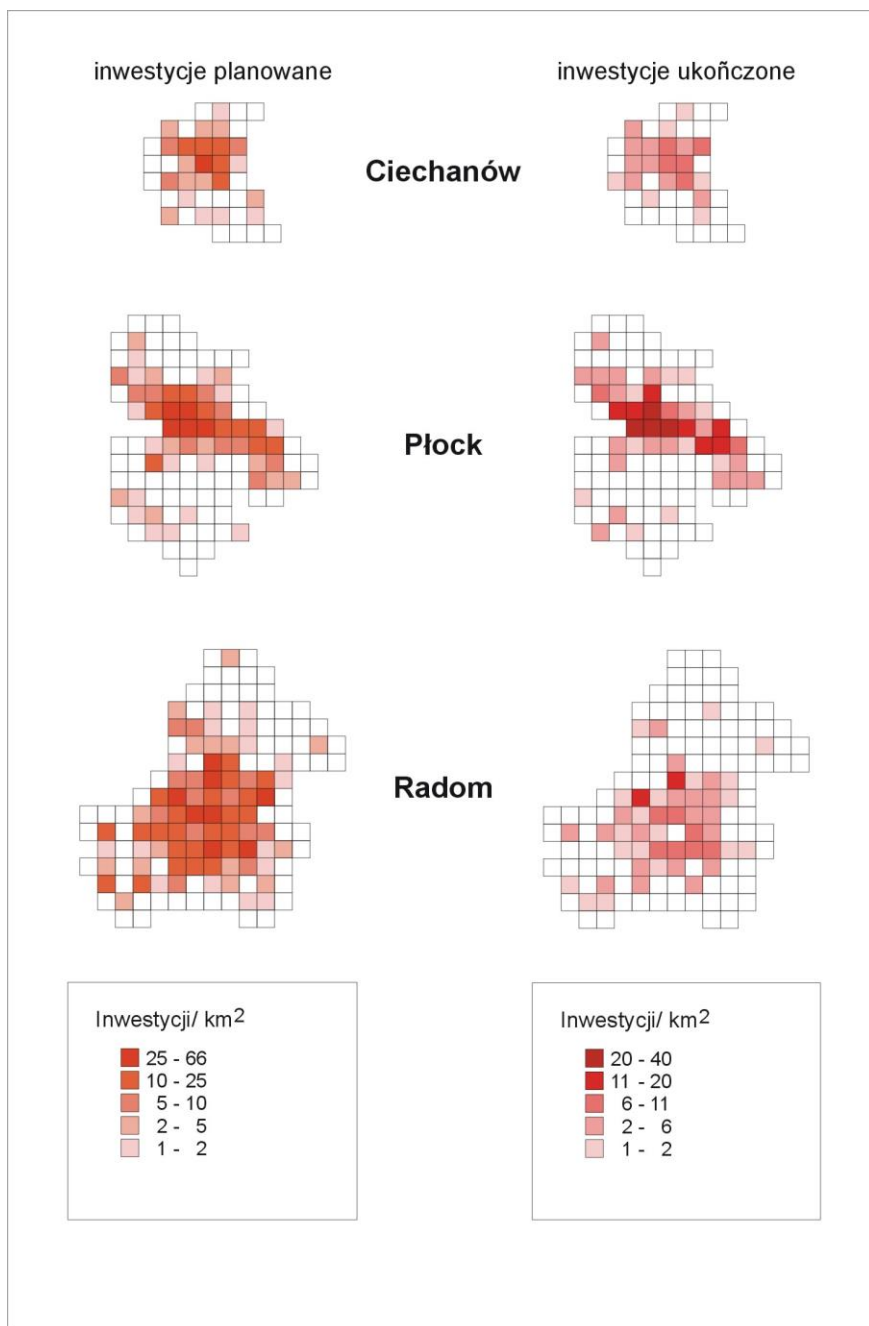 inwestycje planowane
inwestycje ukoñczone
Ciechanów
Płock
Radom
Inwestycji/ km²
25 - 66
10 - 25
5 - 10
2 - 5
1 - 2
Inwestycji/ km²
20 - 40
11 - 20
6 - 11
2 - 6
1 - 2